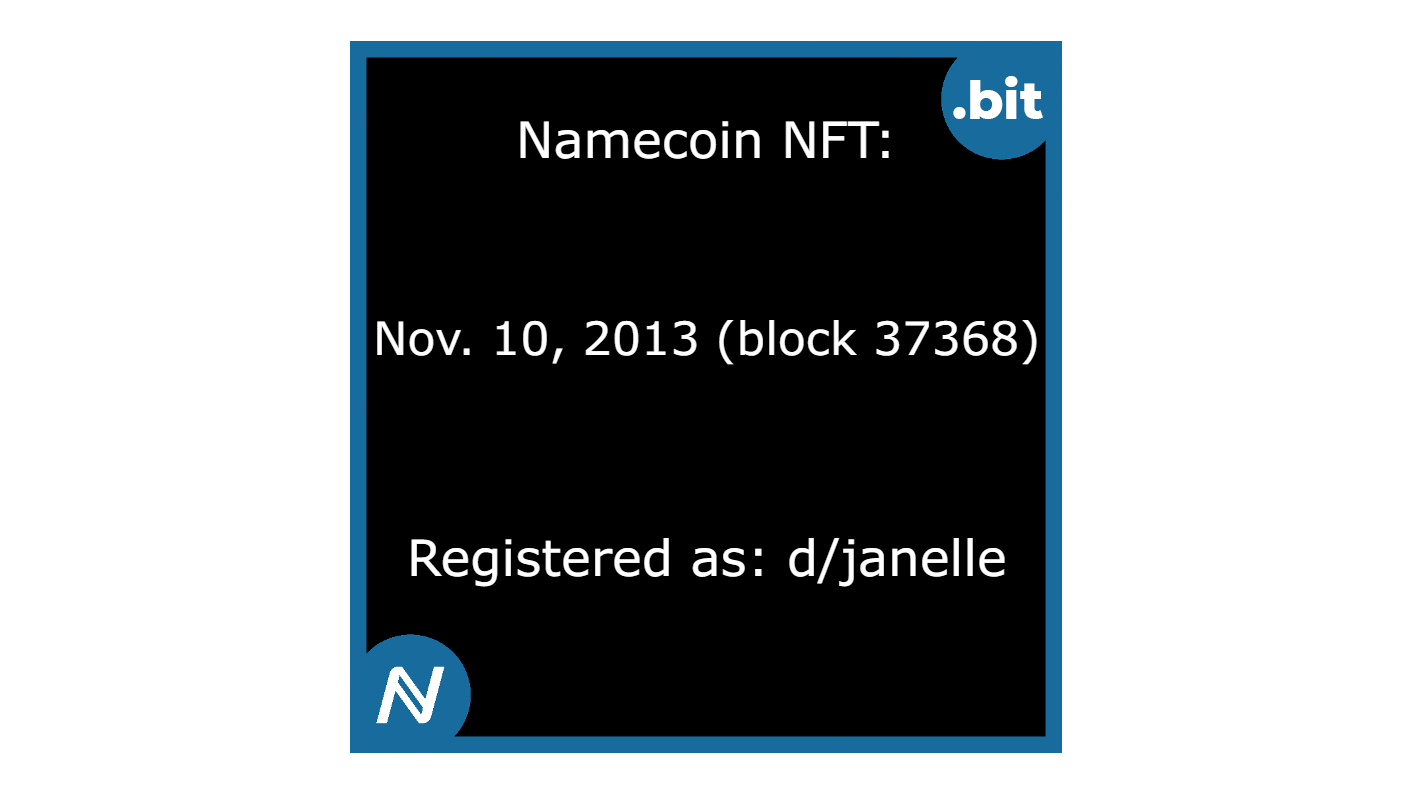 .bit
Namecoin NFT:
Nov. 10, 2013 (block 37368)
Registered as: d/janelle
N